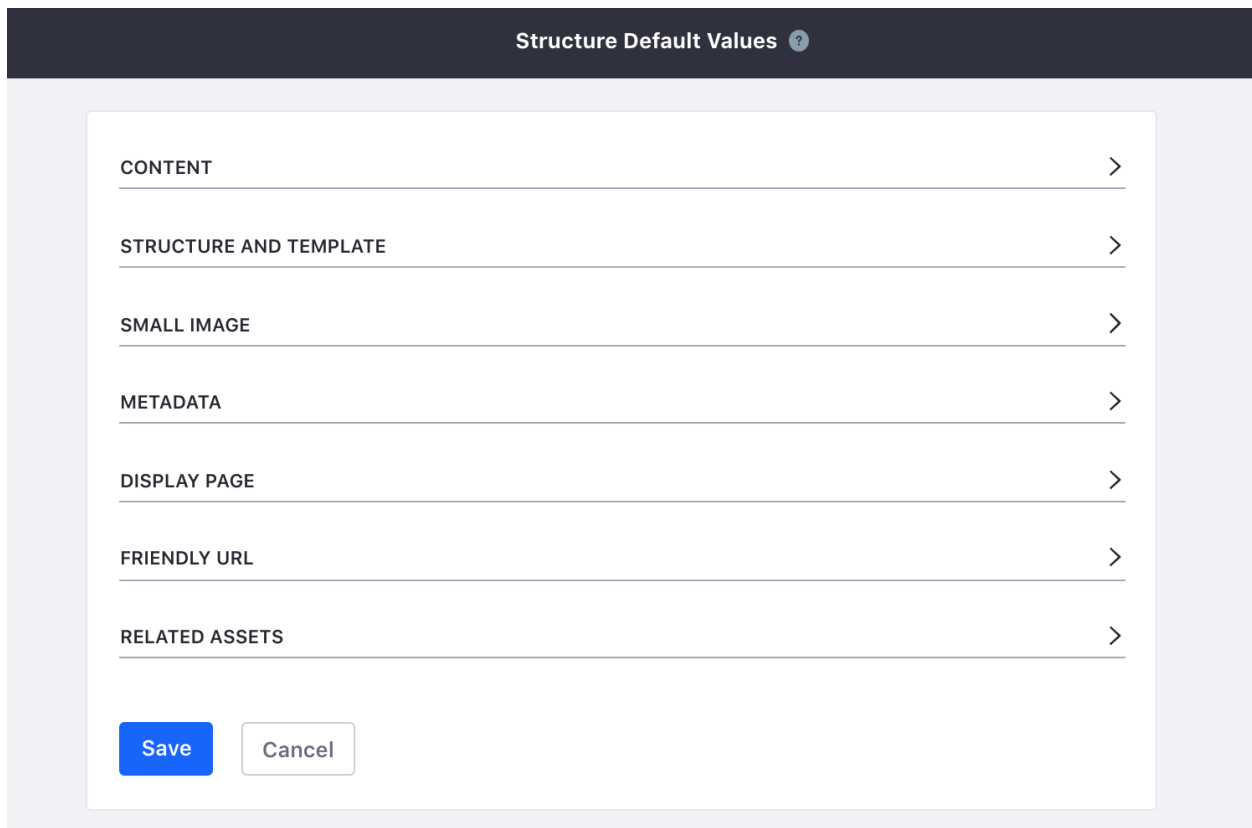 Structure Default Values ?
CONTENT
STRUCTURE AND TEMPLATE
SMALL IMAGE
METADATA
DISPLAY PAGE
FRIENDLY URL
RELATED ASSETS
Save Cancel